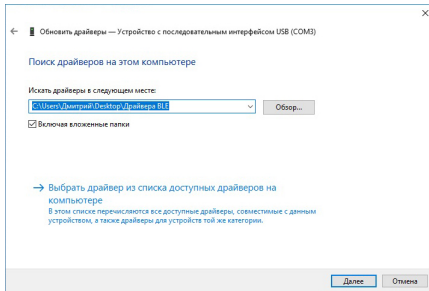 Обновить драйверы — Устройство с последовательным интерфейсом USB (COM3)
Поиск драйверов на этом компьютере
Искать драйверы в следующем месте:
C:\Users\Дмитрий\Desktop\Драйвера BLE
Обзор...
Включая вложенные папки
Выбрать драйвер из списка доступных драйверов на
компьютере
В этом списке перечисляются все доступные драйверы, совместимые с данным
устройством, а также драйверы для устройств той же категории.
Далее
Отмена